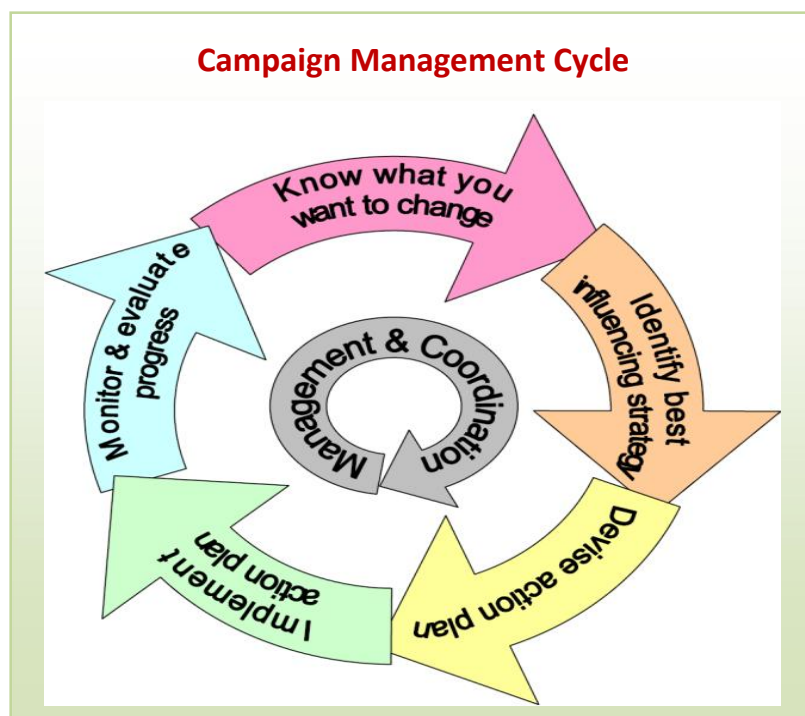 Campaign Management Cycle
Know what you
want to change
Identify best
influencing strategy
Devise action plan
Implement
action plan
Monitor & evaluate
progress
Management & Coordination